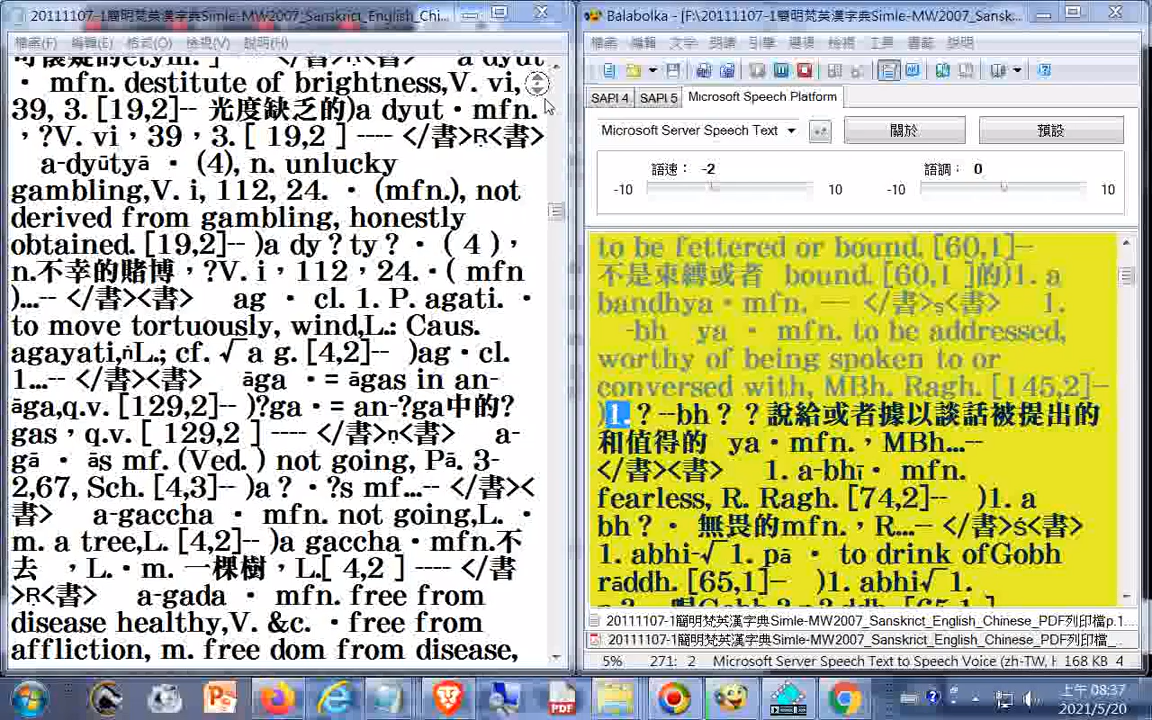 20111107-1簡明梵英漢字典Simle-MW2007_Sanskrict_English_Chi...
檔案(F) 編輯(E) 格式(O) 檢視(V) 說明(H)
可懷疑的etym. 】 ---- </書>Ṛ<書> a dyut
• mfn. destitute of brightness,V. vi,
39, 3. [19,2]-- 光度缺乏的)a dyut•mfn.
,?V. vi,39,3.[ 19,2 ] ---- </書>Ṛ<書>
a-dyūtyā • (4), n. unlucky
gambling,V. i, 112, 24. • (mfn.), not
derived from gambling, honestly
obtained. [19,2]-- )a dy?ty?•(4),
n.不幸的賭博,?V. i,112,24.•( mfn
)...-- </書><書> ag • cl. 1. P. agati. •
to move tortuously, wind,L.: Caus.
agayati,ṅL.; cf. √a g. [4,2]-- )ag•cl.
1...-- </書><書> āga •= āgas in an-
āga,q.v. [129,2]-- )?ga•= an-?ga中的?
gas,q.v. [ 129,2 ] ---- </書>ṇ<書> a-
gā • ās mf. (Ved. ) not going, Pā. 3-
2,67, Sch. [4,3]-- )a?•?s mf...-- </書><
書> a-gaccha • mfn. not going,L. •
m. a tree,L. [4,2]-- )a gaccha•mfn.不
去 ,L.•m. 一棵樹,L.[ 4,2 ] ---- </書
>Ṛ<書> a-gada • mfn. free from
disease healthy,V. &c. • free from
affliction, m. free dom from disease,
Balabolka - [F:\20111107-1簡明梵英漢字典Simle-MW2007_Sansk...
檔案 編輯 文字 朗讀 引擎 選項 檢視 工具 書籤 說明
SAPI 4 SAPI 5 Microsoft Speech Platform
Microsoft Server Speech Text 關於 預設
語速: -2 語調: 0
-10 10 -10 10
to be fettered or bound. [60,1]--
不是束縛或者 bound. [60,1 ]的)1. a
bandhya•mfn. -- </書>ṣ<書> 1.
-bh ya • mfn. to be addressed,
worthy of being spoken to or
conversed with, MBh. Ragh. [145,2]--
)1.?--bh??說給或者據以談話被提出的
和值得的 ya•mfn.,MBh...--
</書><書> 1. a-bhī• mfn.
fearless, R. Ragh. [74,2]-- )1. a
bh?• 無畏的mfn.,R...-- </書>Ś<書>
1. abhi-√1. pā • to drink ofGobh
rāddh. [65,1]-- )1. abhi√1.
20111107-1簡明梵英漢字典Simle-MW2007_Sanskrict_English_Chinese_PDF列印檔p.1...
20111107-1簡明梵英漢字典Simle-MW2007_Sanskrict_English_Chinese_PDF列印檔_...
5% 271: 2 Microsoft Server Speech Text to Speech Voice (zh-TW, H 168 KB 4
上午 08:37
2021/5/20